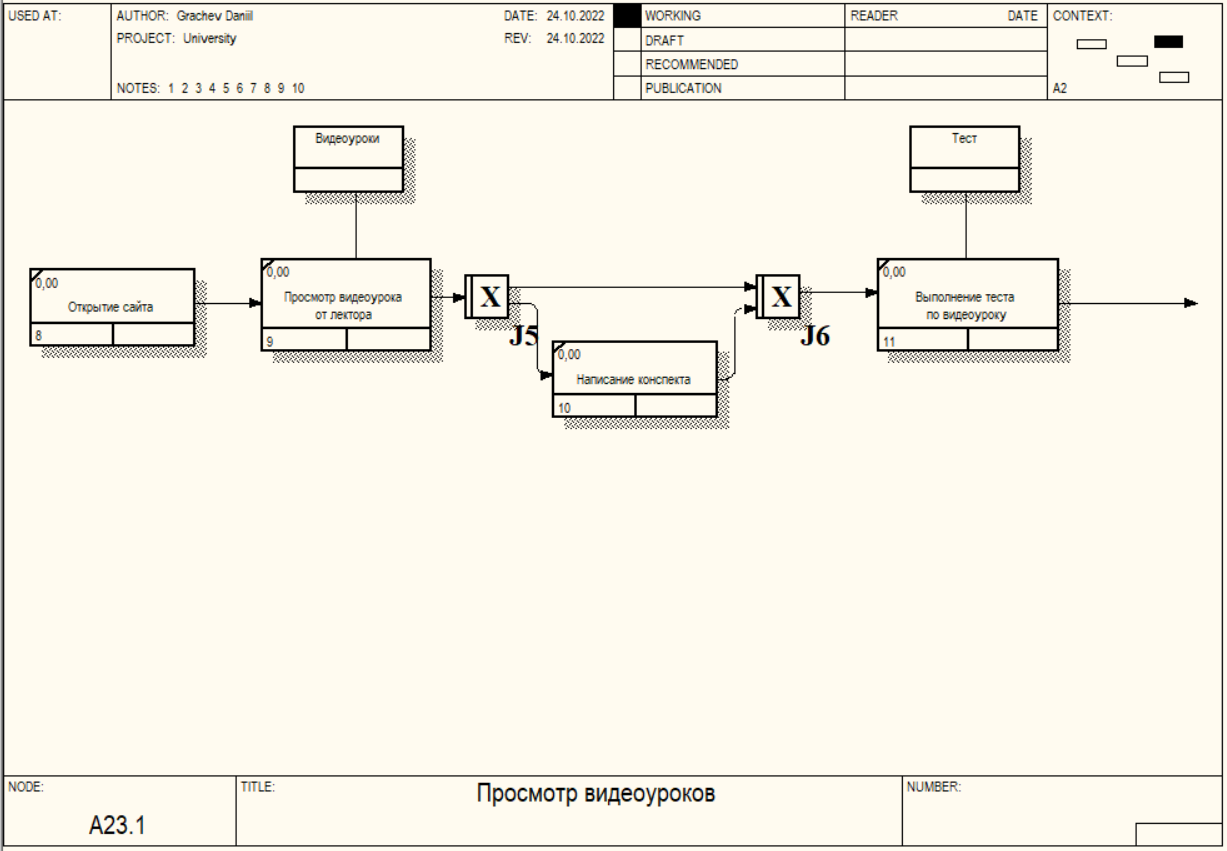 USED AT:
AUTHOR: Grachev Daniil
DATE: 24.10.2022
WORKING
READER
DATE
CONTEXT:
PROJECT: University
REV: 24.10.2022
DRAFT
RECOMMENDED
NOTES: 1 2 3 4 5 6 7 8 9 10
PUBLICATION
A2
Видеоуроки
Тест
0,00
Открытие сайта
8
0,00
Просмотр видеоурока
от лектора
9
X
J5
0,00
Написание конспекта
10
X
J6
0,00
Выполнение теста
по видеоуроку
11
NODE:
A23.1
TITLE:
Просмотр видеоуроков
NUMBER: